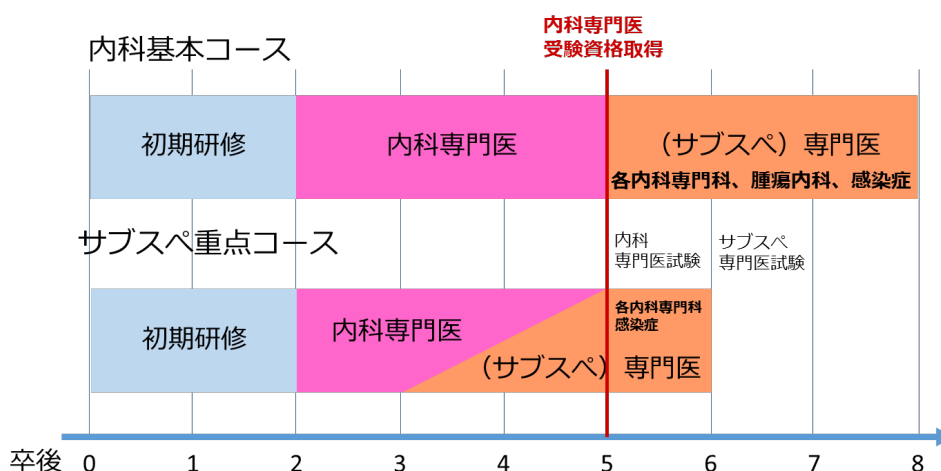 内科専門医
受験資格取得
内科基本コース
初期研修
内科専門医
（サブスペ）専門医
各内科専門科、腫瘍内科、感染症
サブスペ重点コース
内科
専門医試験
サブスペ
専門医試験
初期研修
内科専門医
各内科専門科
感染症
（サブスペ）専門医
卒後 0 1 2 3 4 5 6 7 8